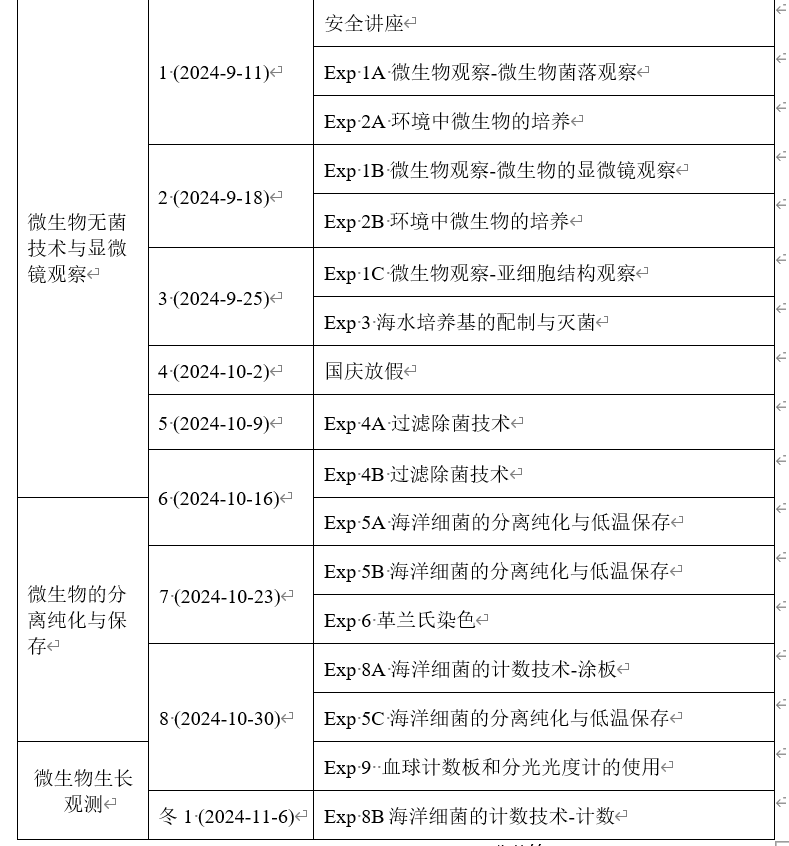 安全讲座
1 (2024-9-11)
Exp 1A 微生物观察-微生物菌落观察
Exp 2A 环境中微生物的培养
Exp 1B 微生物观察-微生物的显微镜观察
2 (2024-9-18)
微生物无菌
技术与显微
镜观察
Exp 2B 环境中微生物的培养
Exp 1C 微生物观察-亚细胞结构观察
3 (2024-9-25)
Exp 3 海水培养基的配制与灭菌
4 (2024-10-2)
国庆放假
5 (2024-10-9)
Exp 4A 过滤除菌技术
Exp 4B 过滤除菌技术
6 (2024-10-16)
Exp 5A 海洋细菌的分离纯化与低温保存
微生物的分
离纯化与保
存
7 (2024-10-23)
Exp 5B 海洋细菌的分离纯化与低温保存
Exp 6 革兰氏染色
Exp 8A 海洋细菌的计数技术-涂板
8 (2024-10-30)
Exp 5C 海洋细菌的分离纯化与低温保存
微生物生长
观测
Exp 9  血球计数板和分光光度计的使用
冬 1 (2024-11-6)
Exp 8B 海洋细菌的计数技术-计数